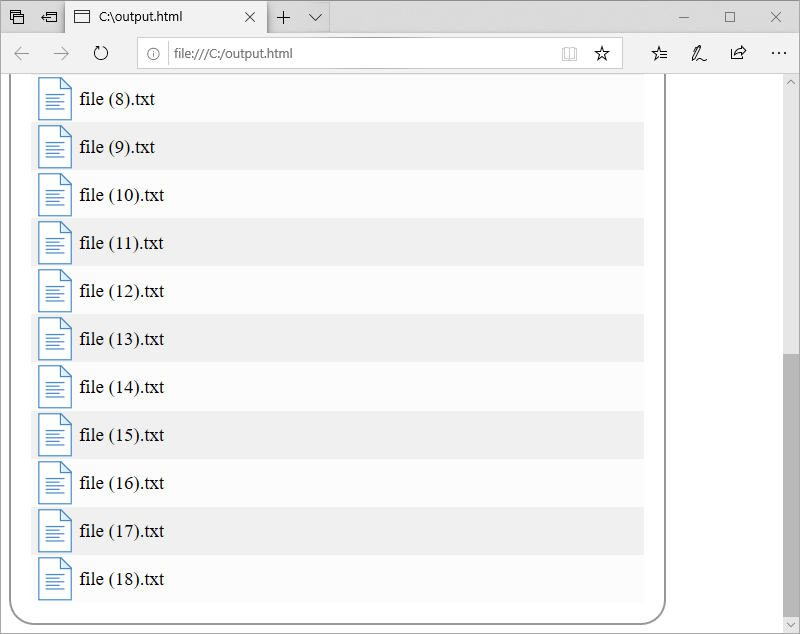 C:\output.html
file:///C:/output.html
file (8).txt
file (9).txt
file (10).txt
file (11).txt
file (12).txt
file (13).txt
file (14).txt
file (15).txt
file (16).txt
file (17).txt
file (18).txt